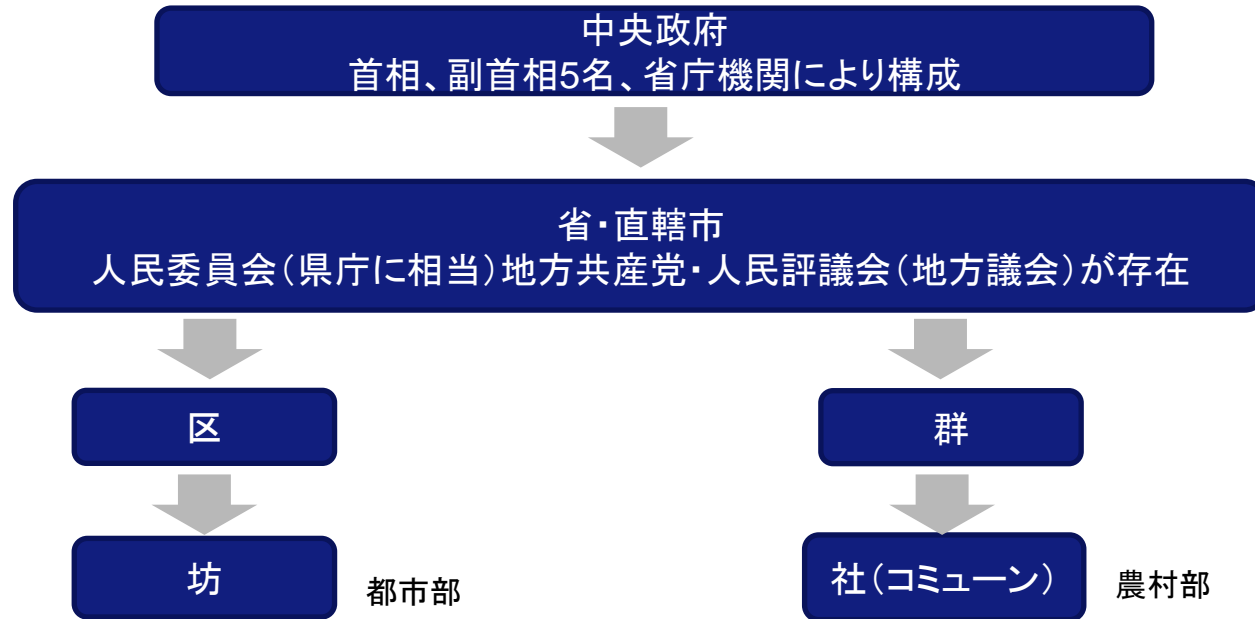 中央政府
首相、副首相5名、省庁機関により構成
省・直轄市
人民委員会（県庁に相当）地方共産党・人民評議会（地方議会）が存在
区
群
坊
都市部
社（コミューン）
農村部